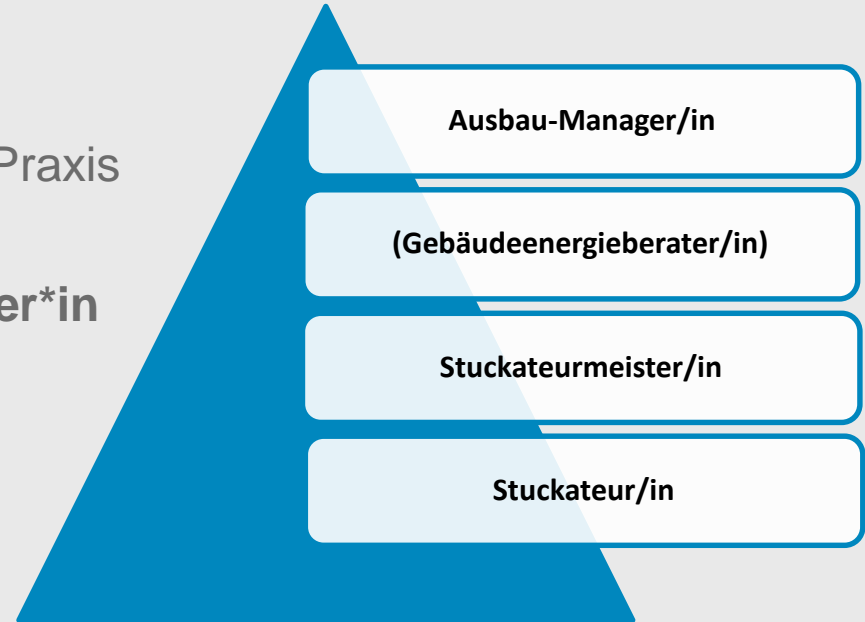 Praxis
er*in
Ausbau-Manager/in
(Gebäudeenergieberater/in)
Stuckateurmeister/in
Stuckateur/in